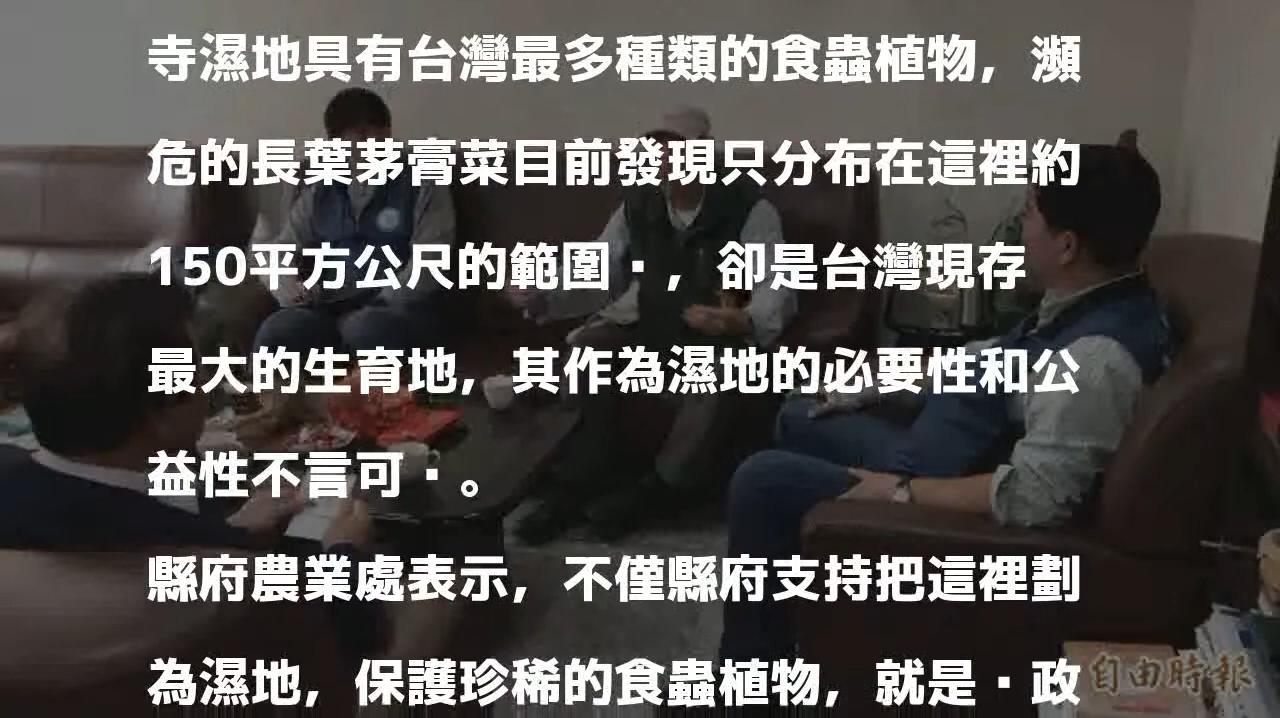 寺濕地具有台灣最多種類的食蟲植物，瀕
危的長葉茅膏菜目前發現只分布在這裡約
150平方公尺的範圍▪，卻是台灣現存
最大的生育地，其作為濕地的必要性和公
益性不言可▪。
縣府農業處表示，不僅縣府支持把這裡劃
為濕地，保護珍稀的食蟲植物，就是▪政
自由時報